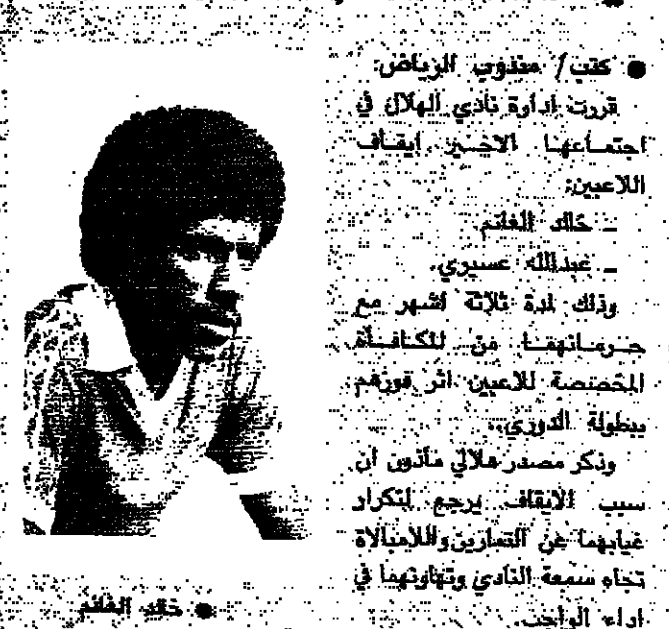 ● كتب/ مندوب الرياض:
قررت إدارة نادي الهلال في
اجتماعها الاخير ايقاف
اللاعبين:
ـ خالد الغانم.
ـ عبدالله عسيري.
وذلك لمدة ثلاثة اشهر مع
حرمانهما من المكافأة
المخصصة للاعبين اثر فوزهم
ببطولة الدوري..
وذكر مصدر هلالي مأذون ان
سبب الايقاف يرجع لتكرار
غيابهما عن التمارين واللامبالاة
تجاه سمعة النادي وتهاونهما في
اداء الواجب.
● خالد الغانم